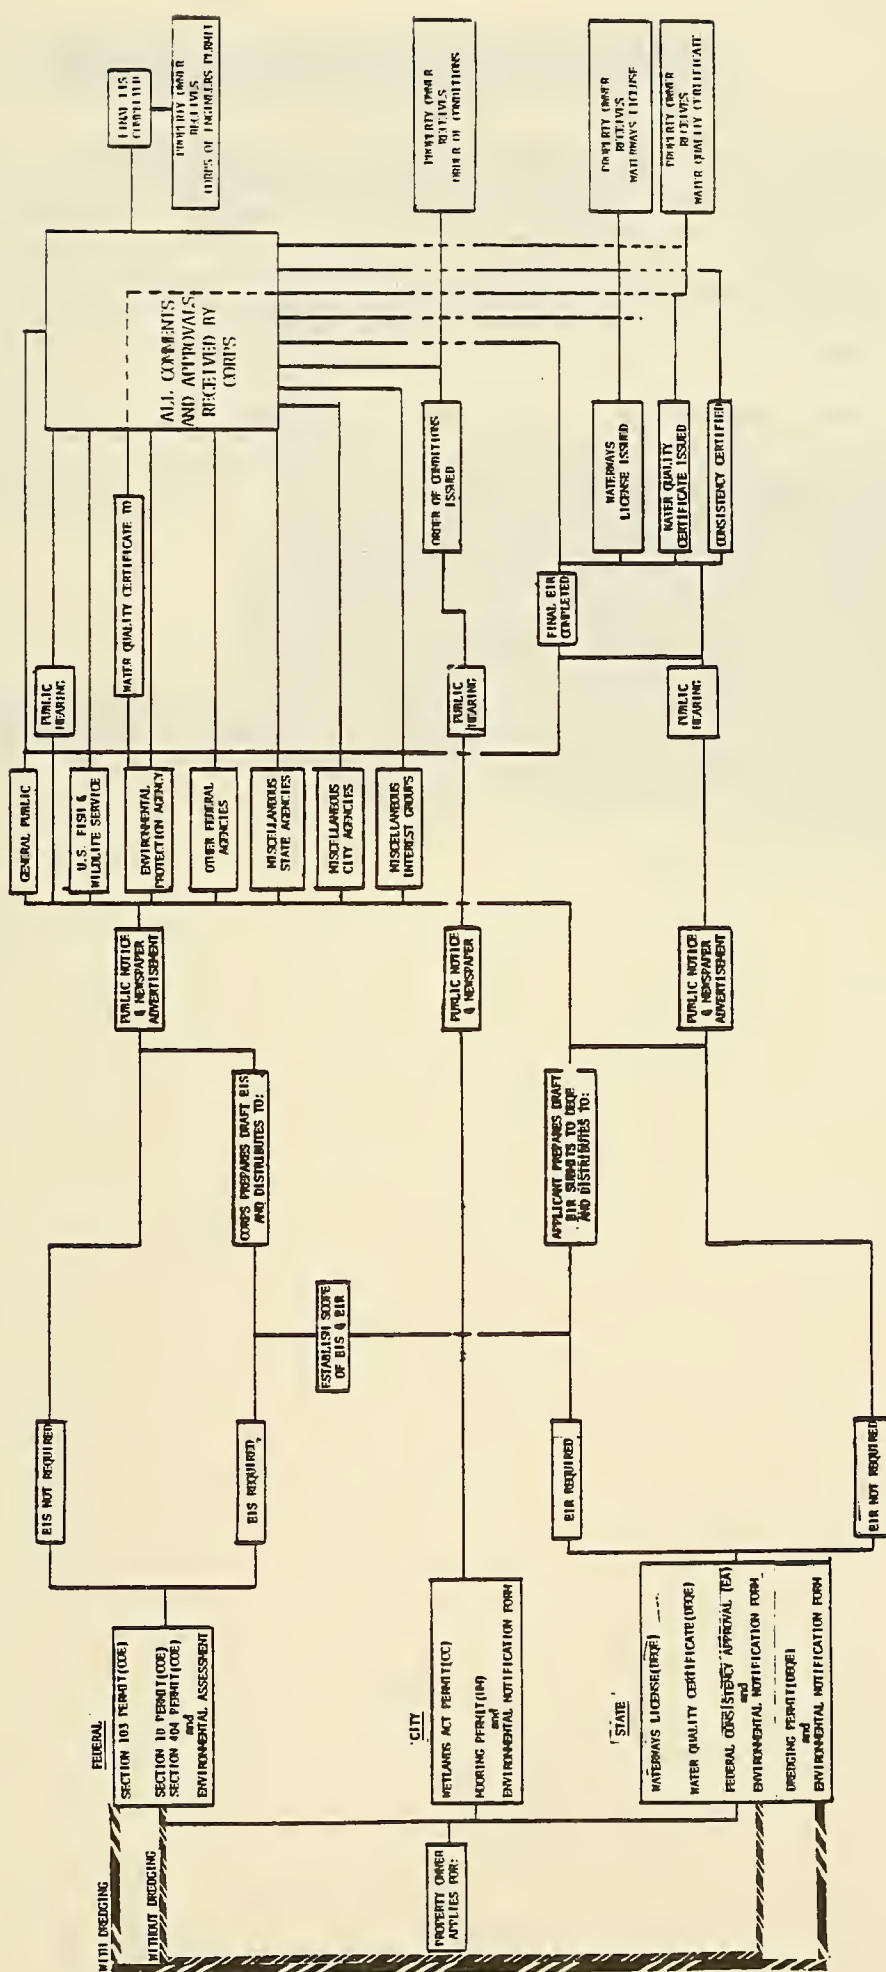 WITH DREDGING
WITHOUT DREDGING
PROPERTY OWNER
APPLIES FOR:
FEDERAL
SECTION 103 PERMIT(COE)
SECTION 10 PERMIT(COE)
SECTION 404 PERMIT(COE)
and
ENVIRONMENTAL ASSESSMENT
CITY
WETLANDS ACT PERMIT(CC)
MOORING PERMIT(HM)
and
ENVIRONMENTAL NOTIFICATION FORM
STATE
WATERWAYS LICENSE(DEQE)
WATER QUALITY CERTIFICATE(DEQE)
FEDERAL CONSISTENCY APPROVAL (EA)
and
ENVIRONMENTAL NOTIFICATION FORM
DREDGING PERMIT(DEQE)
and
ENVIRONMENTAL NOTIFICATION FORM
EIS NOT REQUIRED
EIS REQUIRED
EIR REQUIRED
EIR NOT REQUIRED
ESTABLISH SCOPE
OF EIS & EIR
CORPS PREPARES DRAFT EIS
AND DISTRIBUTES TO:
APPLICANT PREPARES DRAFT
EIR SUBMITS TO DEQE
AND DISTRIBUTES TO:
PUBLIC NOTICE
& NEWSPAPER
ADVERTISEMENT
PUBLIC NOTICE
& NEWSPAPER
PUBLIC NOTICE
& NEWSPAPER
ADVERTISEMENT
GENERAL PUBLIC
U.S. FISH &
WILDLIFE SERVICE
ENVIRONMENTAL
PROTECTION AGENCY
OTHER FEDERAL
AGENCIES
MISCELLANEOUS
STATE AGENCIES
MISCELLANEOUS
CITY AGENCIES
MISCELLANEOUS
INTEREST GROUPS
PUBLIC
HEARING
WATER QUALITY CERTIFICATE TO
PUBLIC
HEARING
PUBLIC
HEARING
FINAL EIR
COMPLETED
ORDER OF CONDITIONS
ISSUED
WATERWAYS
LICENSE ISSUED
WATER QUALITY
CERTIFICATE ISSUED
CONSISTENCY CERTIFIED
ALL COMMENTS
AND APPROVALS
RECEIVED BY
CORPS
FINAL EIS
COMPLETED
PROPERTY OWNER
RECEIVES
CORPS OF ENGINEERS PERMIT
PROPERTY OWNER
RECEIVES
ORDER OF CONDITIONS
PROPERTY OWNER
RECEIVES
WATERWAYS LICENSE
PROPERTY OWNER
RECEIVES
WATER QUALITY CERTIFICATE